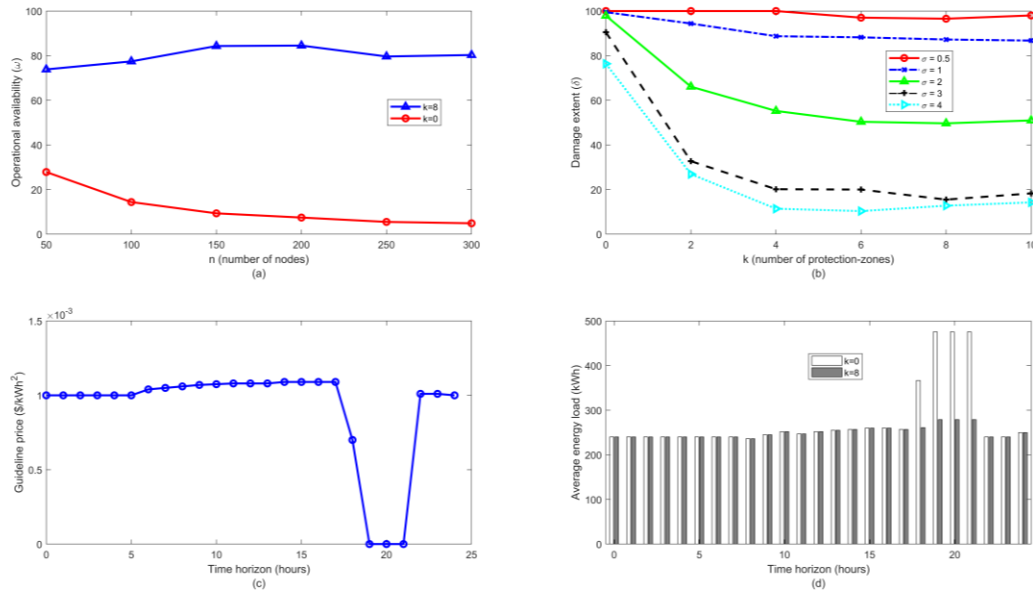 100
80
60
40
20
0
Operational availability (ω)
k=8
k=0
50
100
150
200
250
300
n (number of nodes)
(a)
100
80
60
40
20
0
Damage extent (δ)
σ = 0.5
σ = 1
σ = 2
σ = 3
σ = 4
0
2
4
6
8
10
k (number of protection-zones)
(b)
×10^-3
1.5
1
0.5
0
Guideline price ($/kWh²)
0
5
10
15
20
25
Time horizon (hours)
(c)
500
400
300
200
100
0
Average energy load (kWh)
k=0
k=8
0
5
10
15
20
Time horizon (hours)
(d)